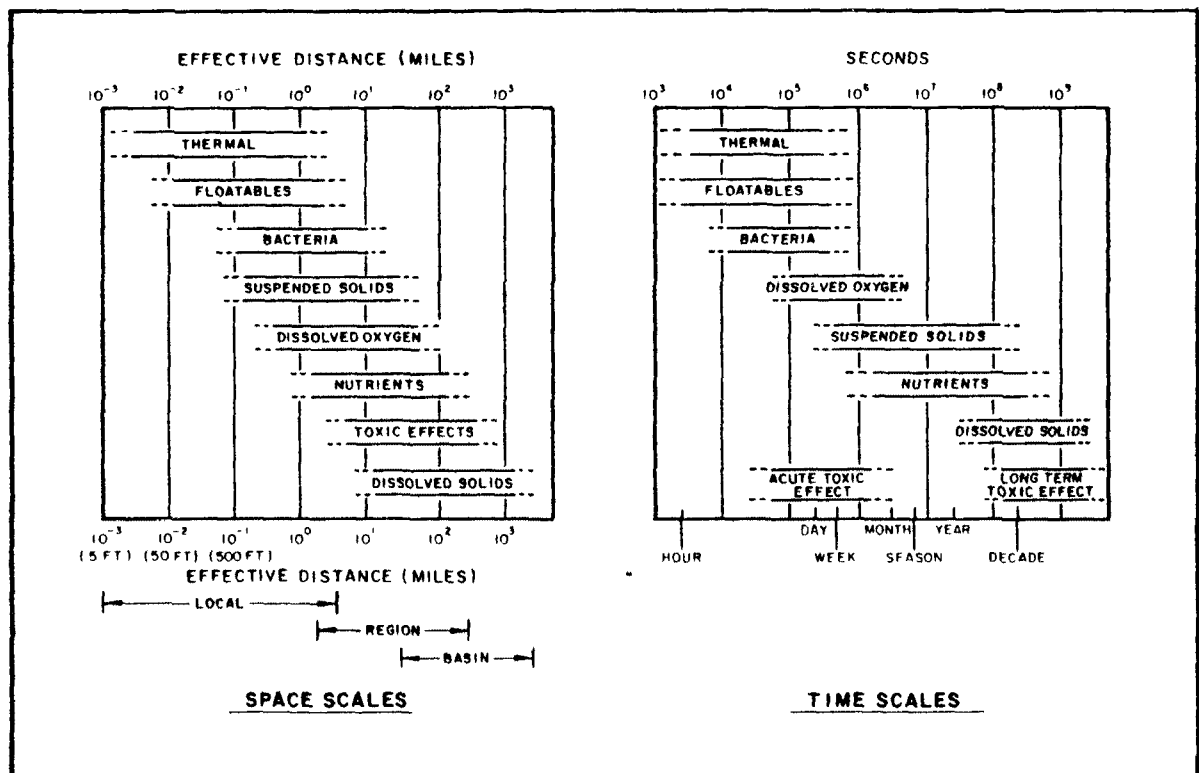 EFFECTIVE DISTANCE (MILES)
10⁻³ 10⁻² 10⁻¹ 10⁰ 10¹ 10² 10³
THERMAL
FLOATABLES
BACTERIA
SUSPENDED SOLIDS
DISSOLVED OXYGEN
NUTRIENTS
TOXIC EFFECTS
DISSOLVED SOLIDS
10⁻³ 10⁻² 10⁻¹ 10⁰ 10¹ 10² 10³
(5 FT) (50 FT) (500 FT)
EFFECTIVE DISTANCE (MILES)
LOCAL
REGION
BASIN
SPACE SCALES
SECONDS
10³ 10⁴ 10⁵ 10⁶ 10⁷ 10⁸ 10⁹
THERMAL
FLOATABLES
BACTERIA
DISSOLVED OXYGEN
SUSPENDED SOLIDS
NUTRIENTS
DISSOLVED SOLIDS
ACUTE TOXIC
EFFECT
LONG TERM
TOXIC EFFECT
DAY MONTH YEAR
HOUR WEEK SEASON DECADE
TIME SCALES